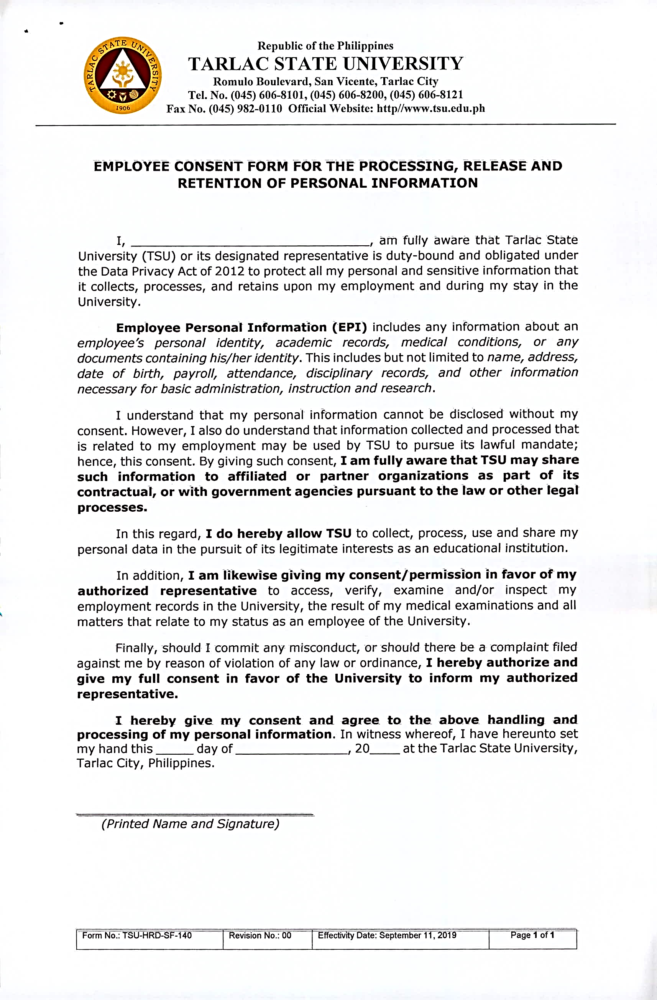 TARLAC STATE UNIVERSITY
1906
Republic of the Philippines
TARLAC STATE UNIVERSITY
Romulo Boulevard, San Vicente, Tarlac City
Tel. No. (045) 606-8101, (045) 606-8200, (045) 606-8121
Fax No. (045) 982-0110 Official Website: http//www.tsu.edu.ph
EMPLOYEE CONSENT FORM FOR THE PROCESSING, RELEASE AND
RETENTION OF PERSONAL INFORMATION
I, ______________________________, am fully aware that Tarlac State
University (TSU) or its designated representative is duty-bound and obligated under
the Data Privacy Act of 2012 to protect all my personal and sensitive information that
it collects, processes, and retains upon my employment and during my stay in the
University.
Employee Personal Information (EPI) includes any information about an
employee's personal identity, academic records, medical conditions, or any
documents containing his/her identity. This includes but not limited to name, address,
date of birth, payroll, attendance, disciplinary records, and other information
necessary for basic administration, instruction and research.
I understand that my personal information cannot be disclosed without my
consent. However, I also do understand that information collected and processed that
is related to my employment may be used by TSU to pursue its lawful mandate;
hence, this consent. By giving such consent, I am fully aware that TSU may share
such information to affiliated or partner organizations as part of its
contractual, or with government agencies pursuant to the law or other legal
processes.
In this regard, I do hereby allow TSU to collect, process, use and share my
personal data in the pursuit of its legitimate interests as an educational institution.
In addition, I am likewise giving my consent/permission in favor of my
authorized representative to access, verify, examine and/or inspect my
employment records in the University, the result of my medical examinations and all
matters that relate to my status as an employee of the University.
Finally, should I commit any misconduct, or should there be a complaint filed
against me by reason of violation of any law or ordinance, I hereby authorize and
give my full consent in favor of the University to inform my authorized
representative.
I hereby give my consent and agree to the above handling and
processing of my personal information. In witness whereof, I have hereunto set
my hand this _____ day of _______________, 20____ at the Tarlac State University,
Tarlac City, Philippines.
(Printed Name and Signature)
Form No.: TSU-HRD-SF-140 Revision No.: 00 Effectivity Date: September 11, 2019 Page 1 of 1